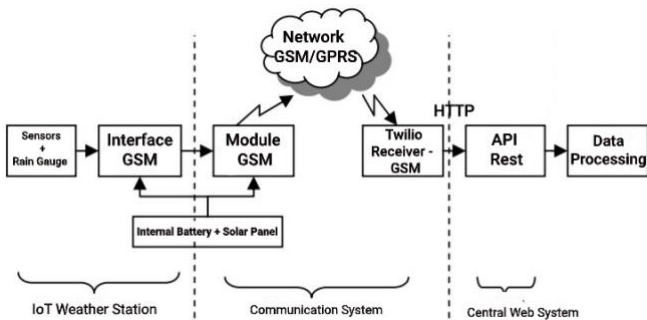 Network
GSM/GPRS
HTTP
Sensors
+
Rain Gauge
Interface
GSM
Module
GSM
Twilio
Receiver -
GSM
API
Rest
Data
Processing
Internal Battery + Solar Panel
IoT Weather Station
Communication System
Central Web System